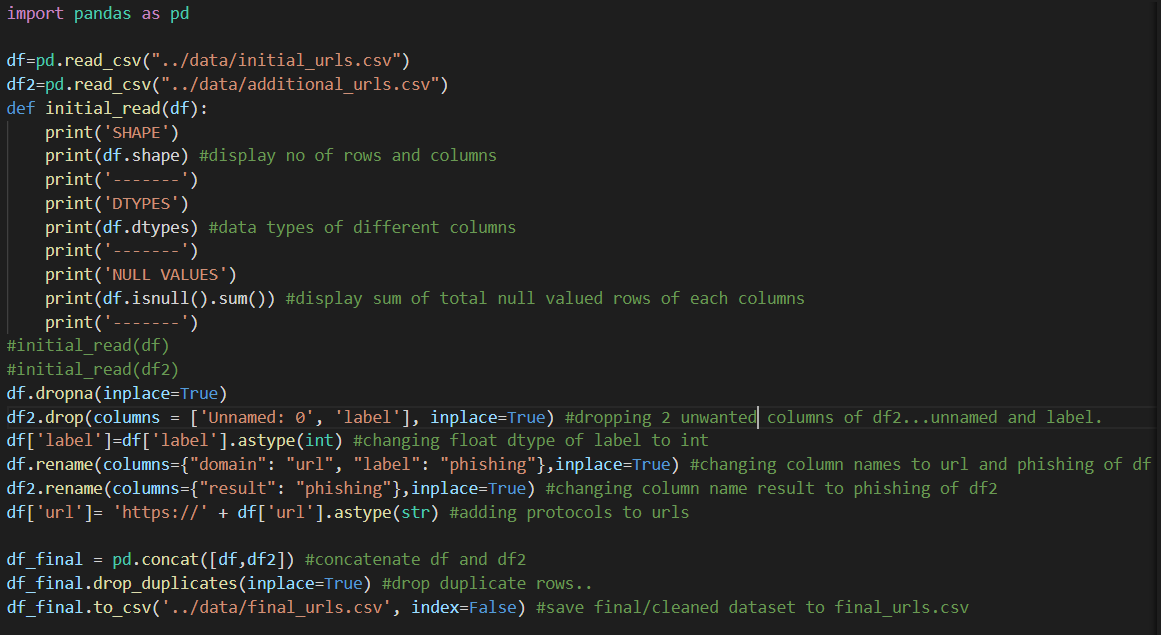 import pandas as pd
df=pd.read_csv("../data/initial_urls.csv")
df2=pd.read_csv("../data/additional_urls.csv")
def initial_read(df):
    print('SHAPE')
    print(df.shape) #display no of rows and columns
    print('-------')
    print('DTYPES')
    print(df.dtypes) #data types of different columns
    print('-------')
    print('NULL VALUES')
    print(df.isnull().sum()) #display sum of total null valued rows of each columns
    print('-------')
#initial_read(df)
#initial_read(df2)
df.dropna(inplace=True)
df2.drop(columns = ['Unnamed: 0', 'label'], inplace=True) #dropping 2 unwanted columns of df2...unnamed and label.
df['label']=df['label'].astype(int) #changing float dtype of label to int
df.rename(columns={"domain": "url", "label": "phishing"},inplace=True) #changing column names to url and phishing of df
df2.rename(columns={"result": "phishing"},inplace=True) #changing column name result to phishing of df2
df['url']= 'https://' + df['url'].astype(str) #adding protocols to urls
df_final = pd.concat([df,df2]) #concatenate df and df2
df_final.drop_duplicates(inplace=True) #drop duplicate rows..
df_final.to_csv('../data/final_urls.csv', index=False) #save final/cleaned dataset to final_urls.csv